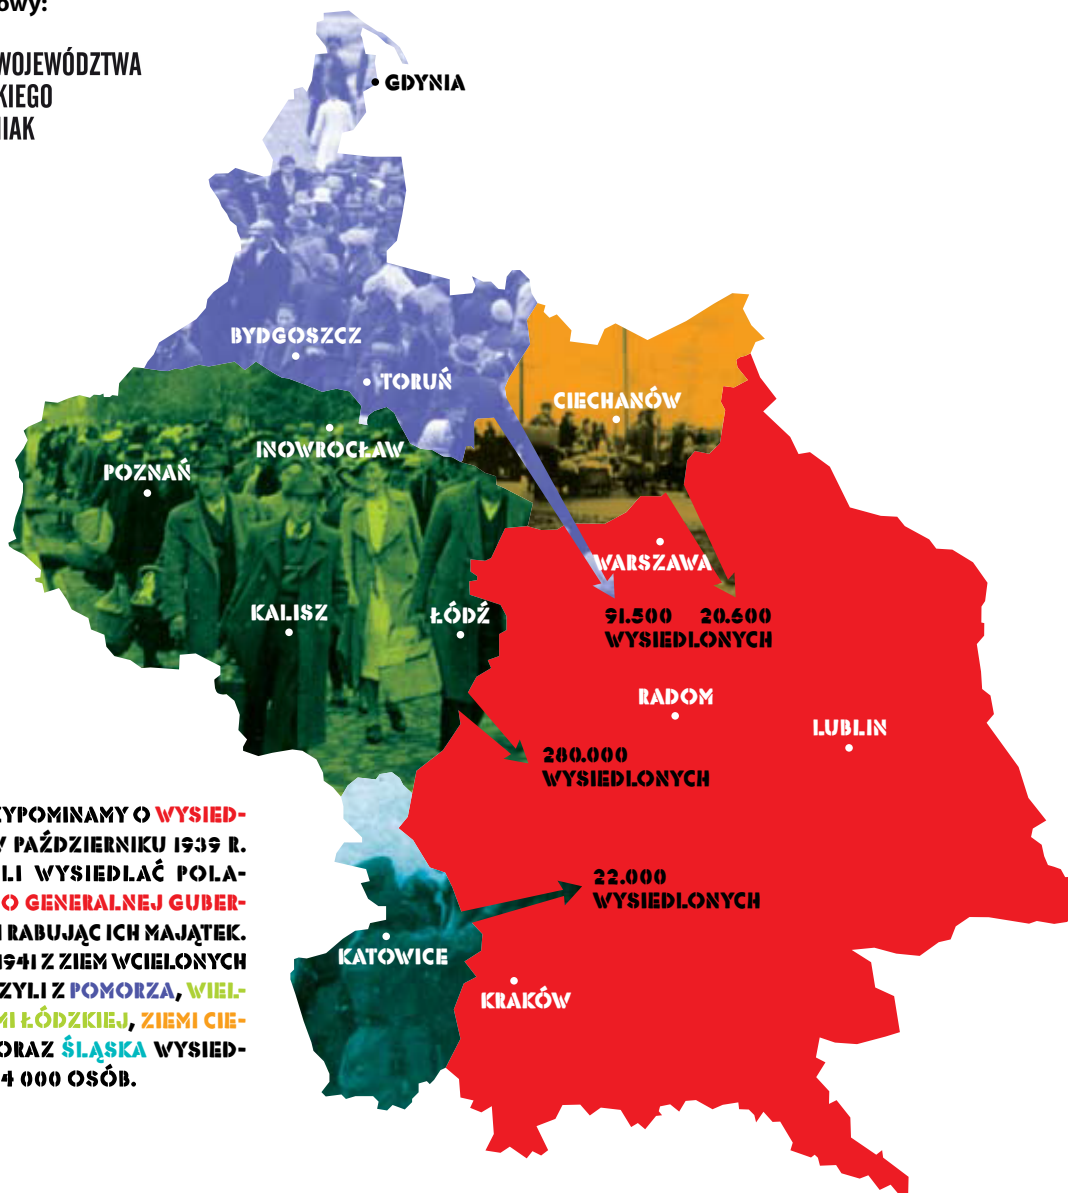 owy:
WOJEWÓDZTWA
KIEGO
IAK
GDYNIA
BYDGOSZCZ
TORUŃ
CIECHANÓW
INOWROCŁAW
POZNAŃ
WARSZAWA
KALISZ
ŁÓDŹ
91.500 20.600
WYSIEDLONYCH
RADOM
LUBLIN
280.000
WYSIEDLONYCH
22.000
WYSIEDLONYCH
KATOWICE
KRAKÓW
ZYPOMINAMY O WYSIED-
W PAŹDZIERNIKU 1939 R.
LI WYSIEDLAĆ POLA-
O GENERALNEJ GUBER-
I RABUJĄC ICH MAJĄTEK.
1941 Z ZIEM WCIELONYCH
ZYLI Z POMORZA, WIEL-
MI ŁÓDZKIEJ, ZIEMI CIE-
ORAZ ŚLĄSKA WYSIED-
4 000 OSÓB.